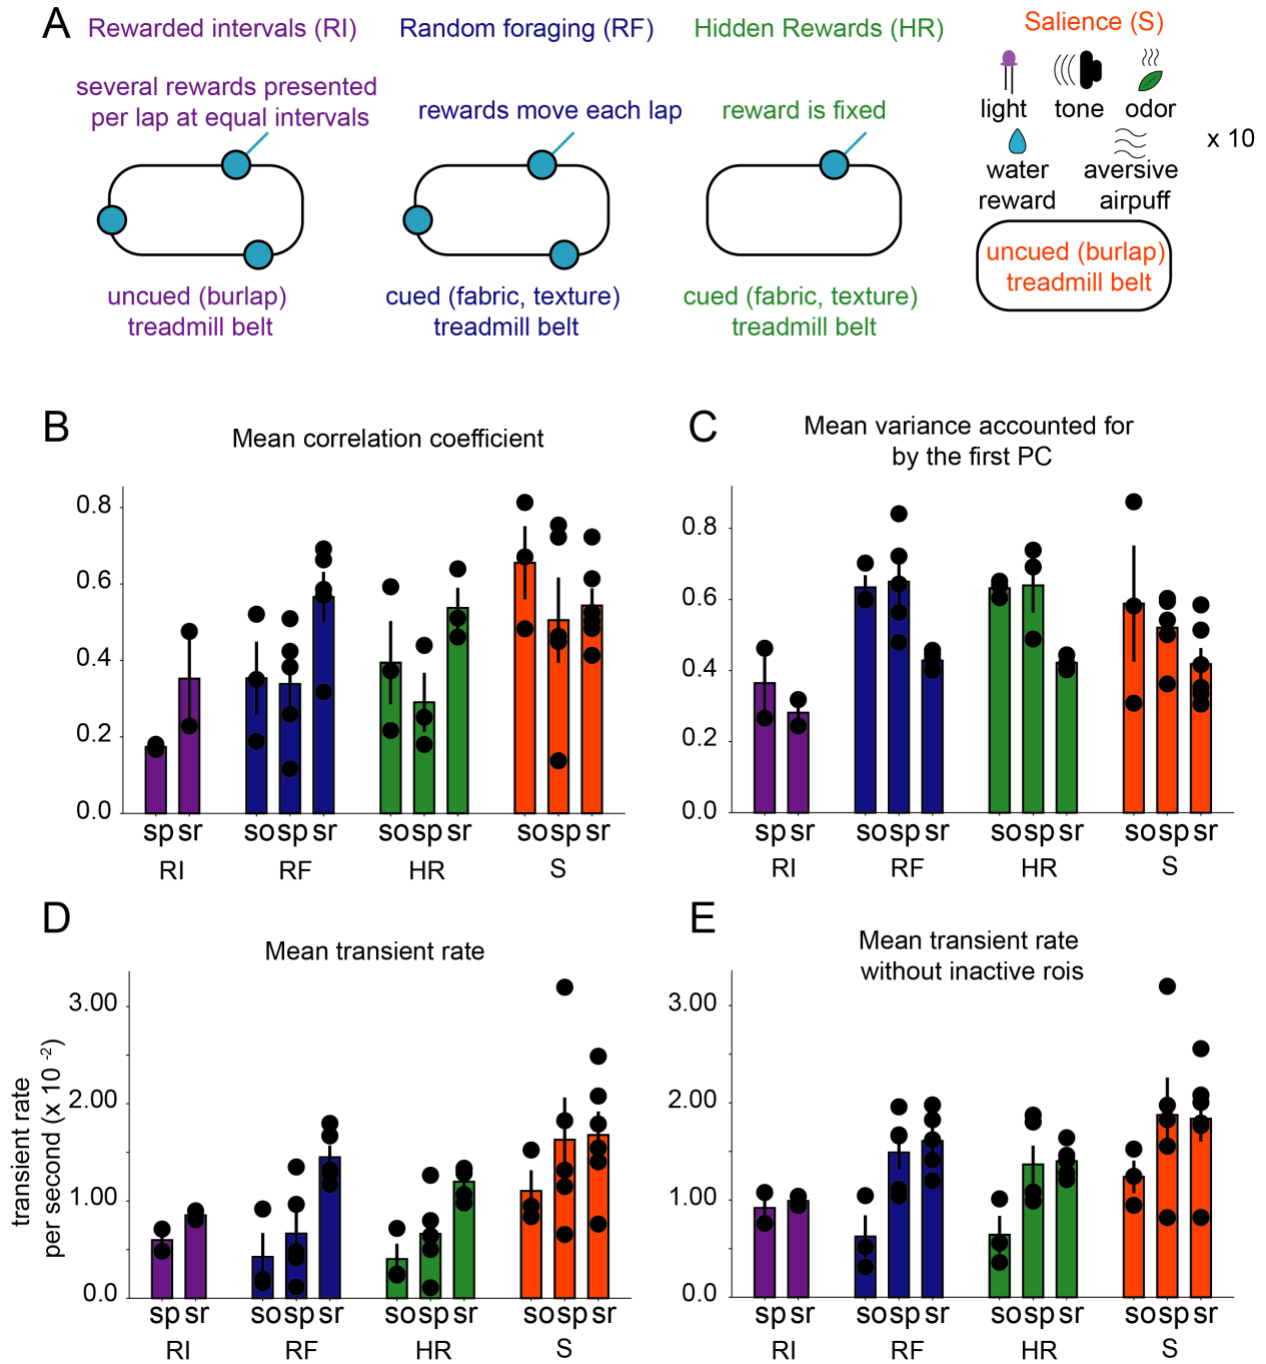 A
Rewarded intervals (RI)
several rewards presented
per lap at equal intervals
uncued (burlap)
treadmill belt
Random foraging (RF)
rewards move each lap
cued (fabric, texture)
treadmill belt
Hidden Rewards (HR)
reward is fixed
cued (fabric, texture)
treadmill belt
Salience (S)
light tone odor
water
reward
aversive
airpuff
x 10
uncued (burlap)
treadmill belt
B
Mean correlation coefficient
0.8
0.6
0.4
0.2
0.0
sp sr so sp sr so sp sr so sp sr
RI RF HR S
C
Mean variance accounted for
by the first PC
0.8
0.6
0.4
0.2
0.0
sp sr so sp sr so sp sr so sp sr
RI RF HR S
D
Mean transient rate
transient rate
per second (x 10 -2)
3.00
2.00
1.00
0.0
sp sr so sp sr so sp sr so sp sr
RI RF HR S
E
Mean transient rate
without inactive rois
3.00
2.00
1.00
0.0
sp sr so sp sr so sp sr so sp sr
RI RF HR S